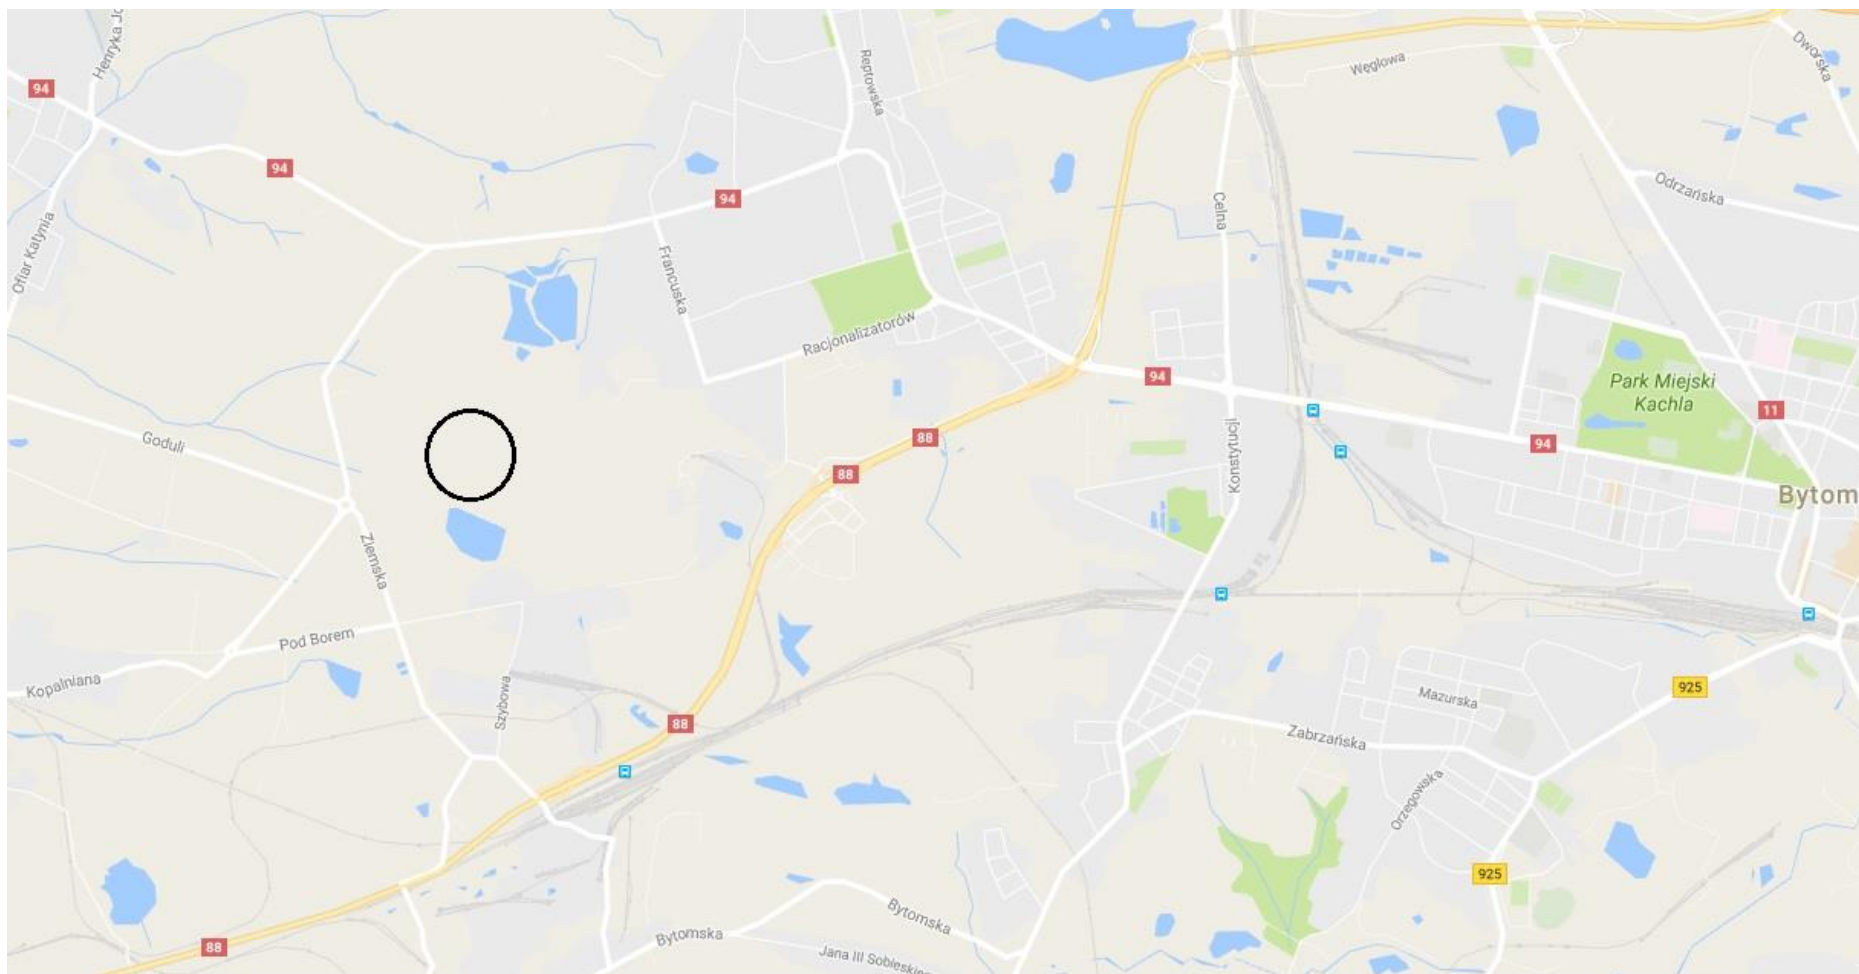 Henryka Jo
94
Reptowska
Węglowa
Dworska
94
94
Odrzańska
Celna
Ofiar Katynia
Francuska
Racjonalizatorów
94
Park Miejski
Kachla
11
Goduli
88
94
Konstytucji
88
Bytom
Ziemska
Pod Borem
Kopalniana
Szybowa
925
Mazurska
88
Zabrzańska
Orzegowska
925
Bytomska
Bytomska
88
Jana III Sobieskie